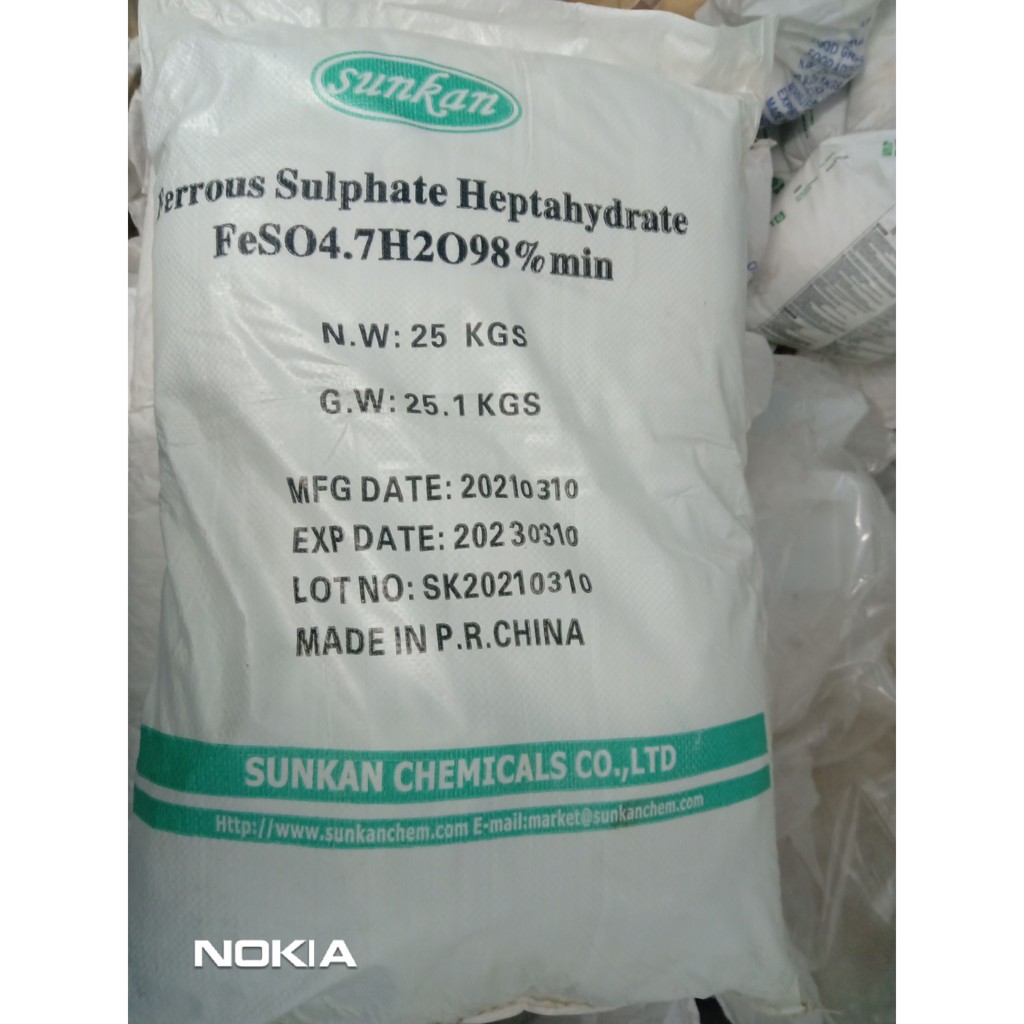 sunkan
Ferrous Sulphate Heptahydrate
FeSO4.7H2O98%min
N.W: 25 KGS
G.W: 25.1 KGS
MFG DATE: 20210310
EXP DATE: 20230310
LOT NO: SK20210310
MADE IN P.R.CHINA
SUNKAN CHEMICALS CO.,LTD
Http://www.sunkanchem.com E-mail:market@sunkanchem.com
NOKIA